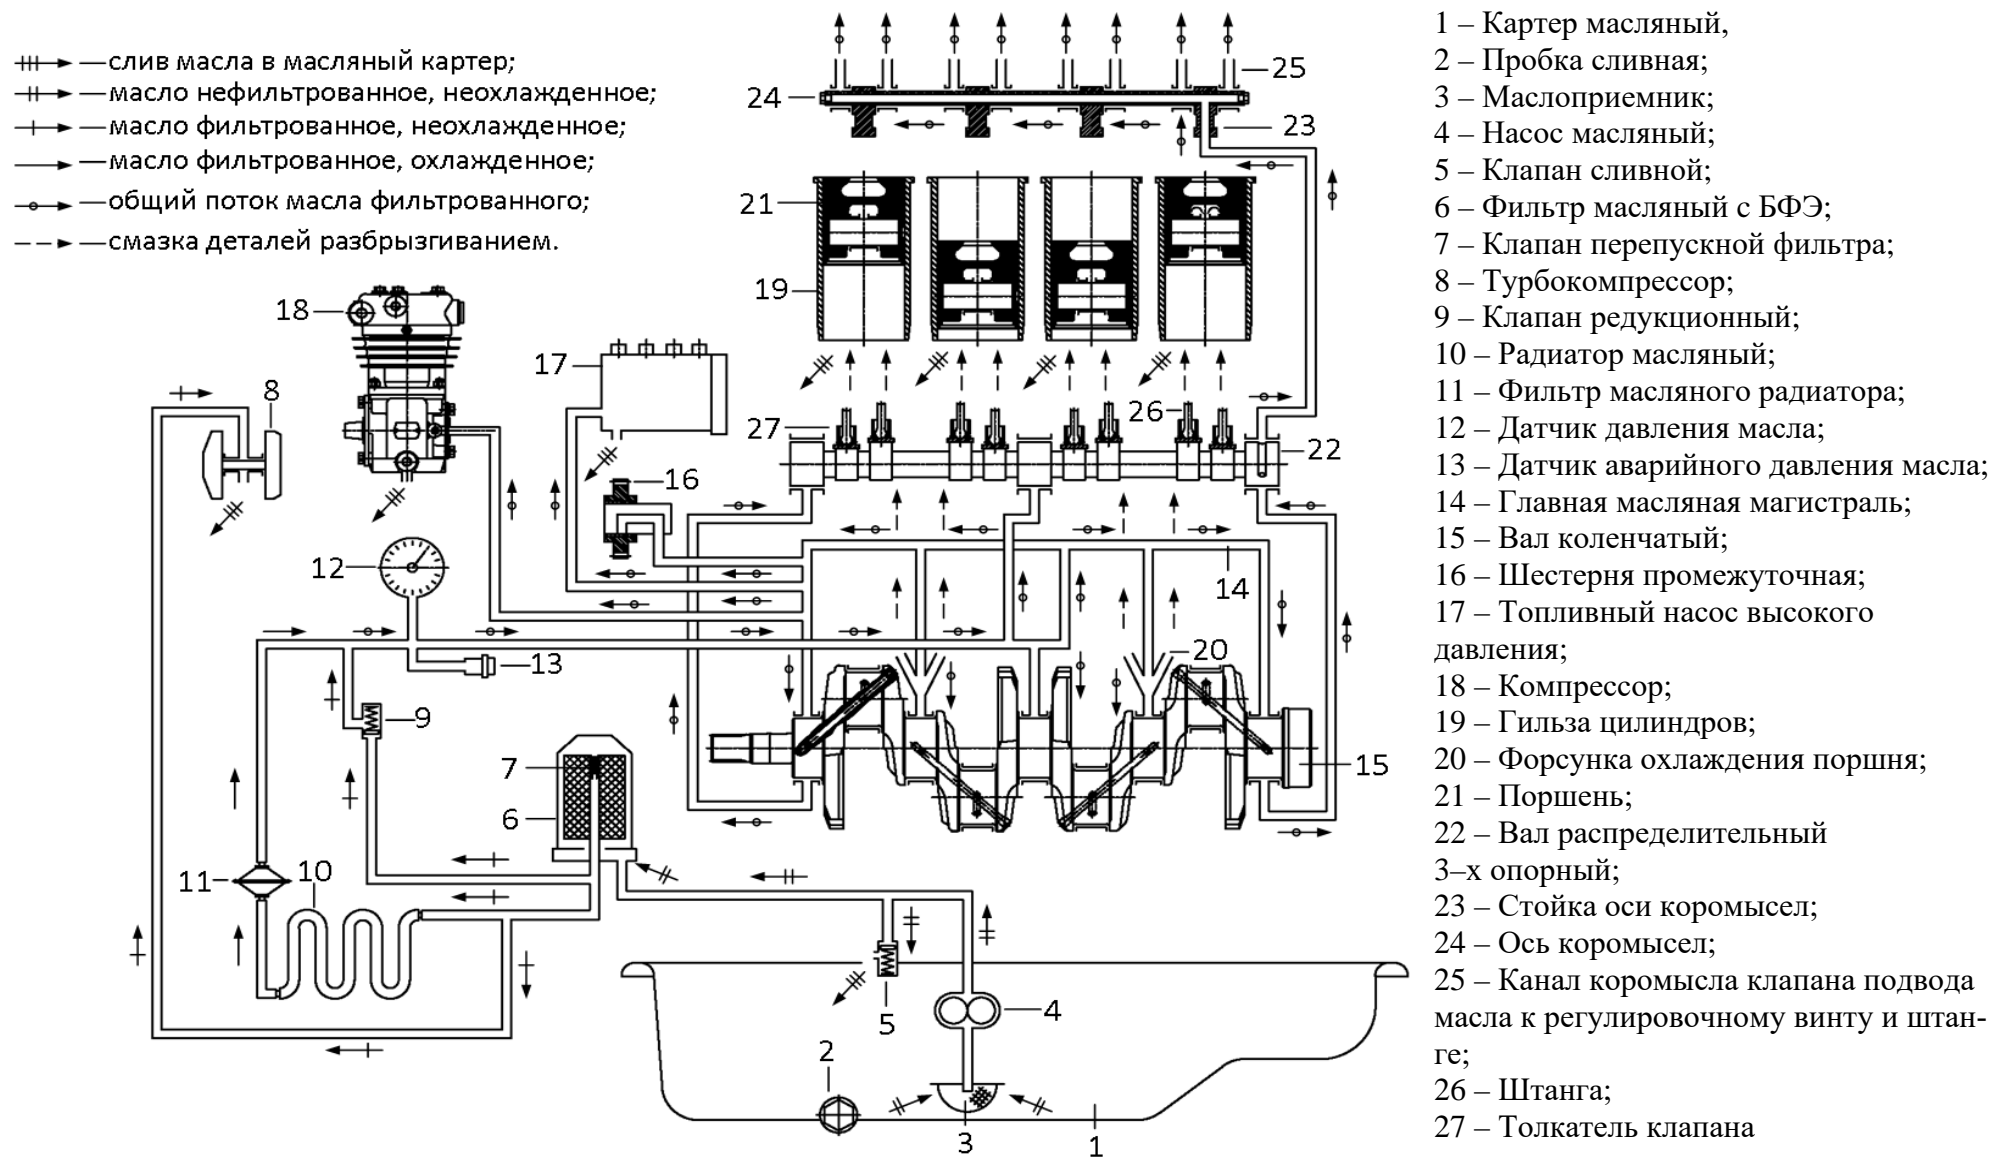 —слив масла в масляный картер;
—масло нефильтрованное, неохлажденное;
—масло фильтрованное, неохлажденное;
—масло фильтрованное, охлажденное;
—общий поток масла фильтрованного;
—смазка деталей разбрызгиванием.
25
24
23
21
19
18
17
8
26
27
22
16
12
14
13
20
9
7
15
6
10
11
5
4
2
3
1
1 – Картер масляный,
2 – Пробка сливная;
3 – Маслоприемник;
4 – Насос масляный;
5 – Клапан сливной;
6 – Фильтр масляный с БФЭ;
7 – Клапан перепускной фильтра;
8 – Турбокомпрессор;
9 – Клапан редукционный;
10 – Радиатор масляный;
11 – Фильтр масляного радиатора;
12 – Датчик давления масла;
13 – Датчик аварийного давления масла;
14 – Главная масляная магистраль;
15 – Вал коленчатый;
16 – Шестерня промежуточная;
17 – Топливный насос высокого
давления;
18 – Компрессор;
19 – Гильза цилиндров;
20 – Форсунка охлаждения поршня;
21 – Поршень;
22 – Вал распределительный
3–х опорный;
23 – Стойка оси коромысел;
24 – Ось коромысел;
25 – Канал коромысла клапана подвода
масла к регулировочному винту и штан-
ге;
26 – Штанга;
27 – Толкатель клапана